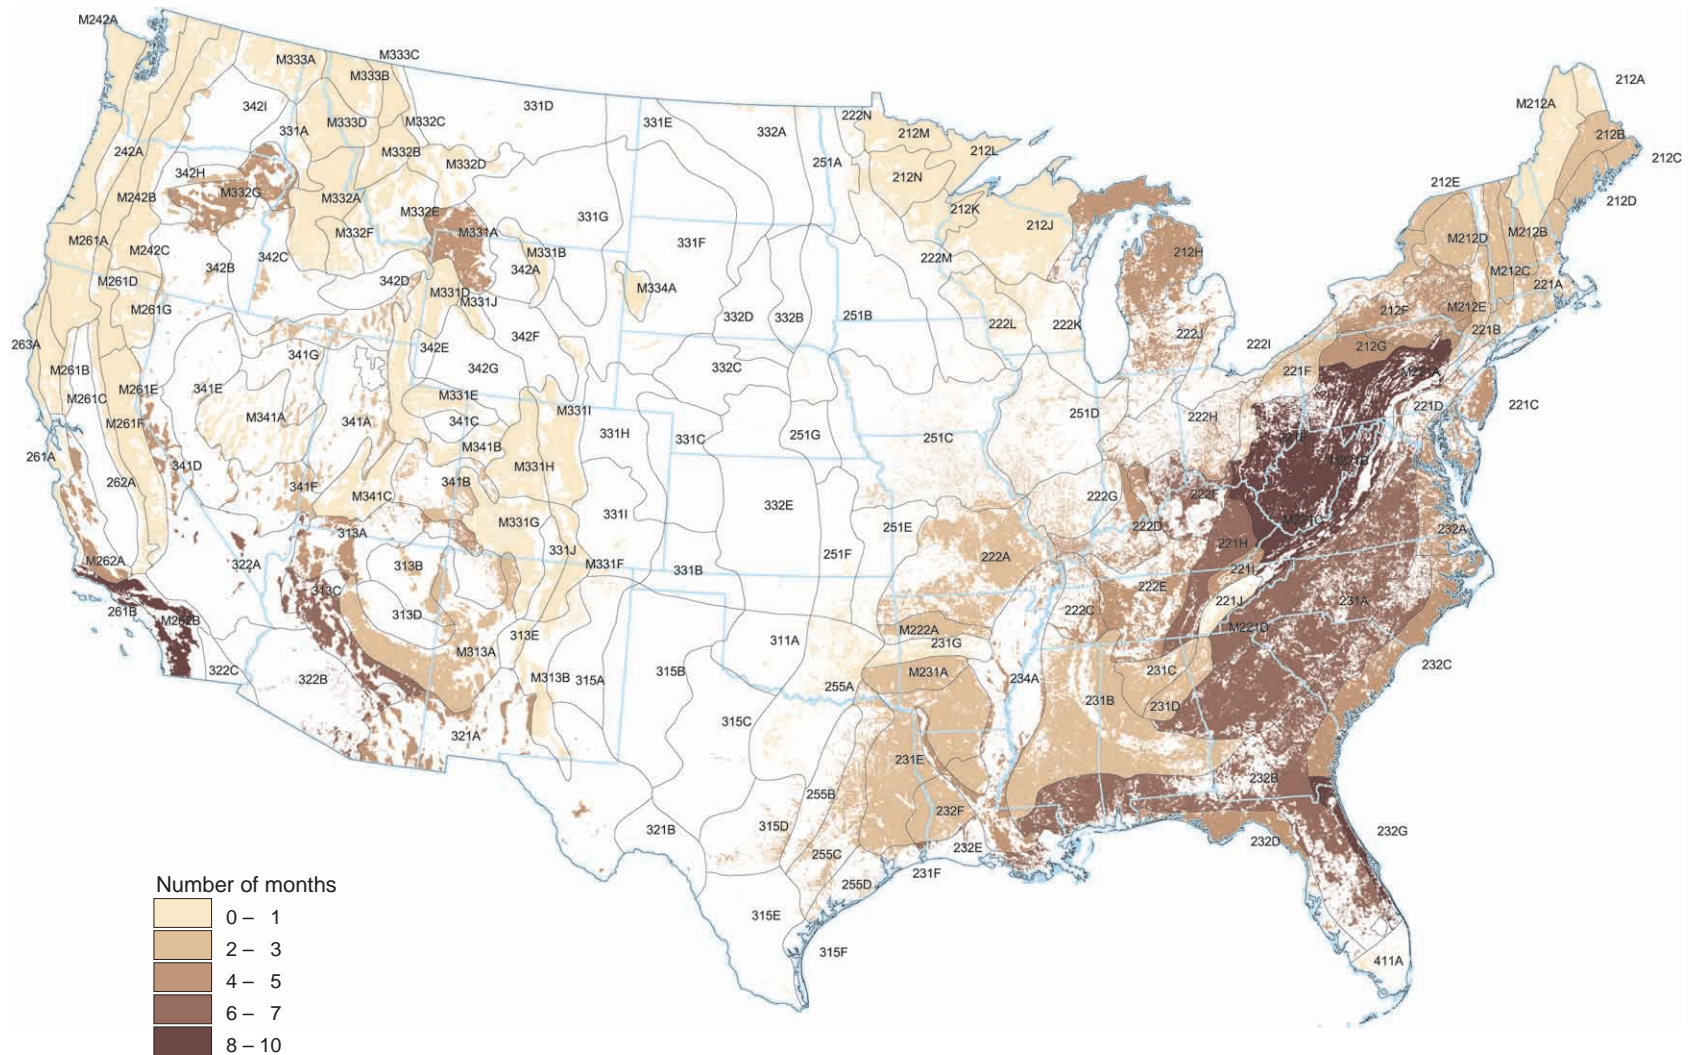 M242A
M333A
M333C
M333B
342I
331D
331A
M333D
M332C
331E
332A
222N
212M
212L
M212A
212A
212B
212C
242A
342H
M332G
M332B
M332D
251A
212N
212E
212D
M242B
M332A
M332E
331G
212K
212J
M212D
M212B
M261A
M242C
M332F
M331A
M331B
331F
222M
212H
M212C
342B
342C
342D
342A
M334A
221A
M261D
M331D
M331J
332D
332B
251B
222L
222K
222J
212F
M212E
M261G
263A
342E
342F
222I
212G
221B
M261B
341G
342G
332C
221F
M221A
M261C
M261E
341E
M341A
341A
M331E
341C
M331I
331H
331C
251G
251C
251D
222H
221D
221C
M261F
261A
262A
341D
M341B
M331H
341F
M341C
341B
331I
332E
222G
222F
221E
M221B
M221C
M331G
331J
251F
251E
222A
222D
221H
232A
M262A
322A
313A
313B
M331F
331B
222C
222E
221I
221J
231A
261B
M262B
313C
313D
313E
311A
M222A
231G
M221D
322C
322B
M313A
M313B
315A
315B
255A
M231A
234A
231B
231C
231D
232C
321A
315C
231E
255B
232B
321B
315D
232F
255C
232E
232D
232G
255D
231F
315E
315F
411A
Number of months
0 – 1
2 – 3
4 – 5
6 – 7
8 – 10